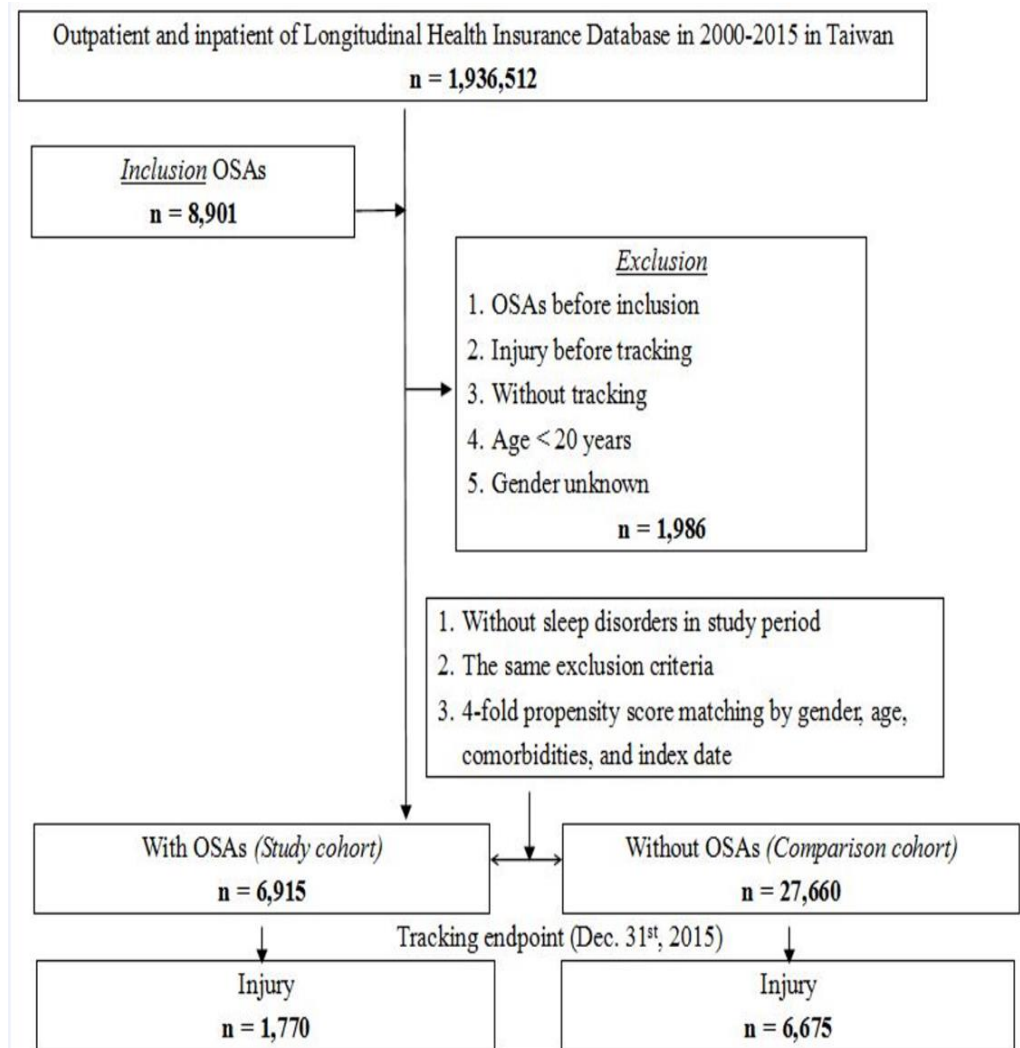 Outpatient and inpatient of Longitudinal Health Insurance Database in 2000-2015 in Taiwan
n = 1,936,512
Inclusion OSAs
n = 8,901
Exclusion
1. OSAs before inclusion
2. Injury before tracking
3. Without tracking
4. Age < 20 years
5. Gender unknown
n = 1,986
1. Without sleep disorders in study period
2. The same exclusion criteria
3. 4-fold propensity score matching by gender, age,
comorbidities, and index date
With OSAs (Study cohort)
n = 6,915
Without OSAs (Comparison cohort)
n = 27,660
Tracking endpoint (Dec. 31st, 2015)
Injury
n = 1,770
Injury
n = 6,675